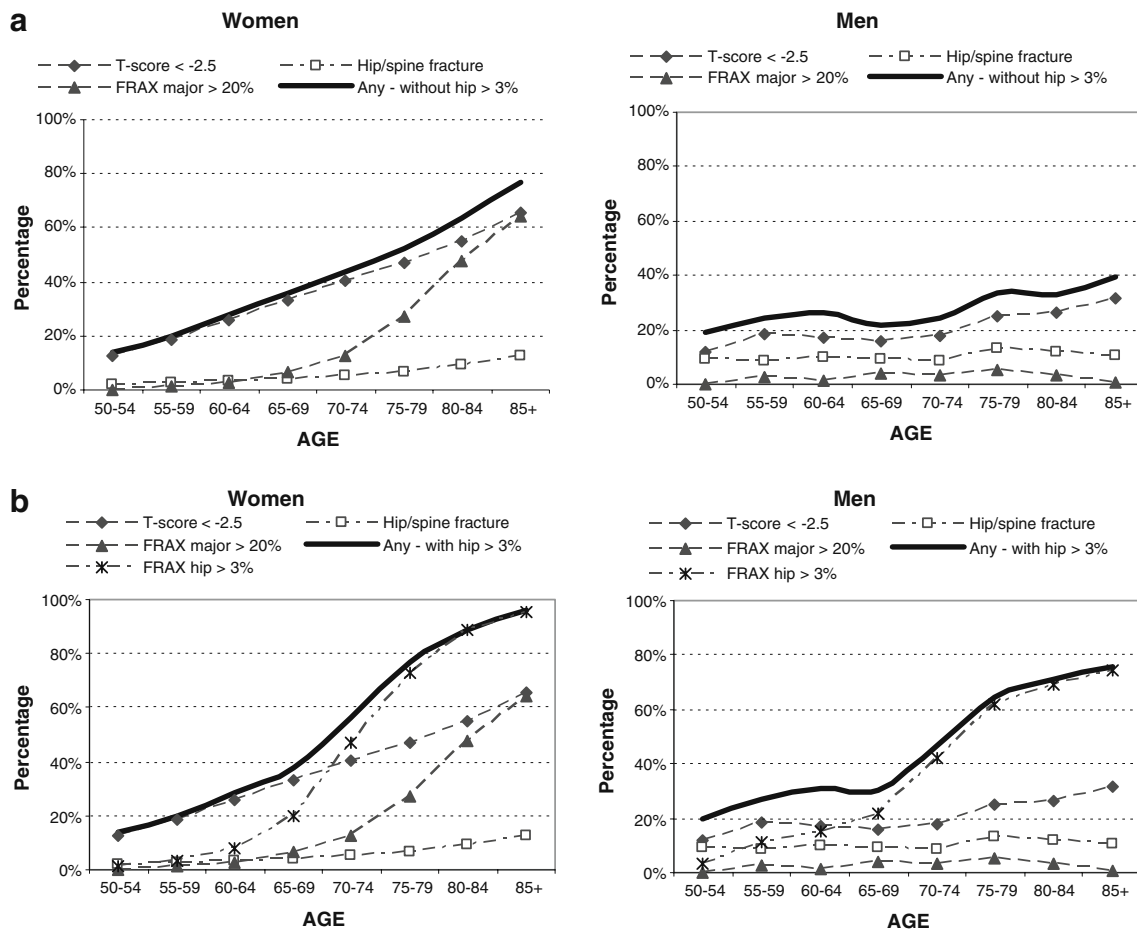 a
Women
T-score < -2.5
Hip/spine fracture
FRAX major > 20%
Any - without hip > 3%
100%
80%
60%
40%
20%
0%
Percentage
50-54 55-59 60-64 65-69 70-74 75-79 80-84 85+
AGE
Men
T-score < -2.5
Hip/spine fracture
FRAX major > 20%
Any - without hip > 3%
100%
80%
60%
40%
20%
0%
Percentage
50-54 55-59 60-64 65-69 70-74 75-79 80-84 85+
AGE
b
Women
T-score < -2.5
Hip/spine fracture
FRAX major > 20%
Any - with hip > 3%
FRAX hip > 3%
100%
80%
60%
40%
20%
0%
Percentage
50-54 55-59 60-64 65-69 70-74 75-79 80-84 85+
AGE
Men
T-score < -2.5
Hip/spine fracture
FRAX major > 20%
Any - with hip > 3%
FRAX hip > 3%
100%
80%
60%
40%
20%
0%
Percentage
50-54 55-59 60-64 65-69 70-74 75-79 80-84 85+
AGE